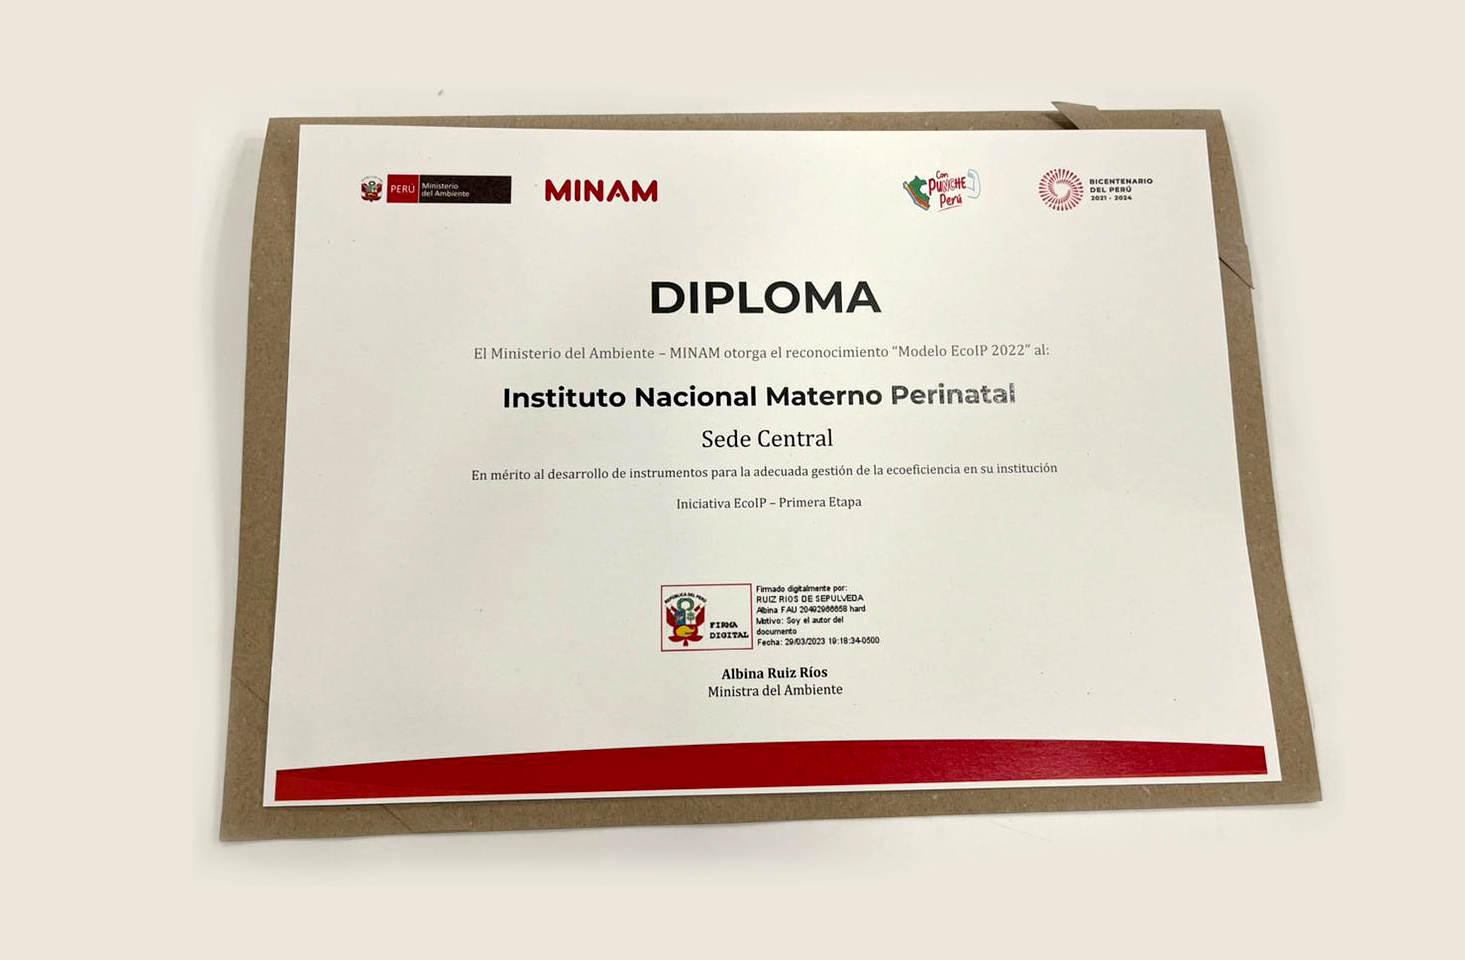 PERÚ
Ministerio
del Ambiente
MINAM
Con
PUNCHE
Perú
BICENTENARIO
DEL PERÚ
2021 - 2024
DIPLOMA
El Ministerio del Ambiente – MINAM otorga el reconocimiento “Modelo EcoIP 2022” al:
Instituto Nacional Materno Perinatal
Sede Central
En mérito al desarrollo de instrumentos para la adecuada gestión de la ecoeficiencia en su institución
Iniciativa EcoIP – Primera Etapa
REPÚBLICA DEL PERÚ
FIRMA
DIGITAL
Firmado digitalmente por:
RUIZ RIOS DE SEPULVEDA
Albina FAU 20492966658 hard
Motivo: Soy el autor del
documento
Fecha: 29/03/2023 19:18:34-0500
Albina Ruiz Ríos
Ministra del Ambiente